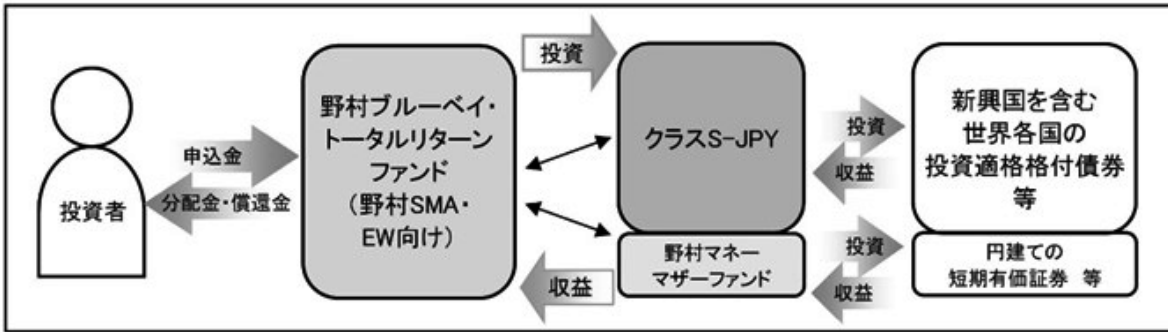 投資者
申込金
分配金・償還金
野村ブルーベイ・
トータルリターン
ファンド
(野村SMA・
EW向け)
投資
収益
クラスS-JPY
野村マネー
マザーファンド
投資
収益
投資
収益
新興国を含む
世界各国の
投資適格格付債券
等
円建ての
短期有価証券 等